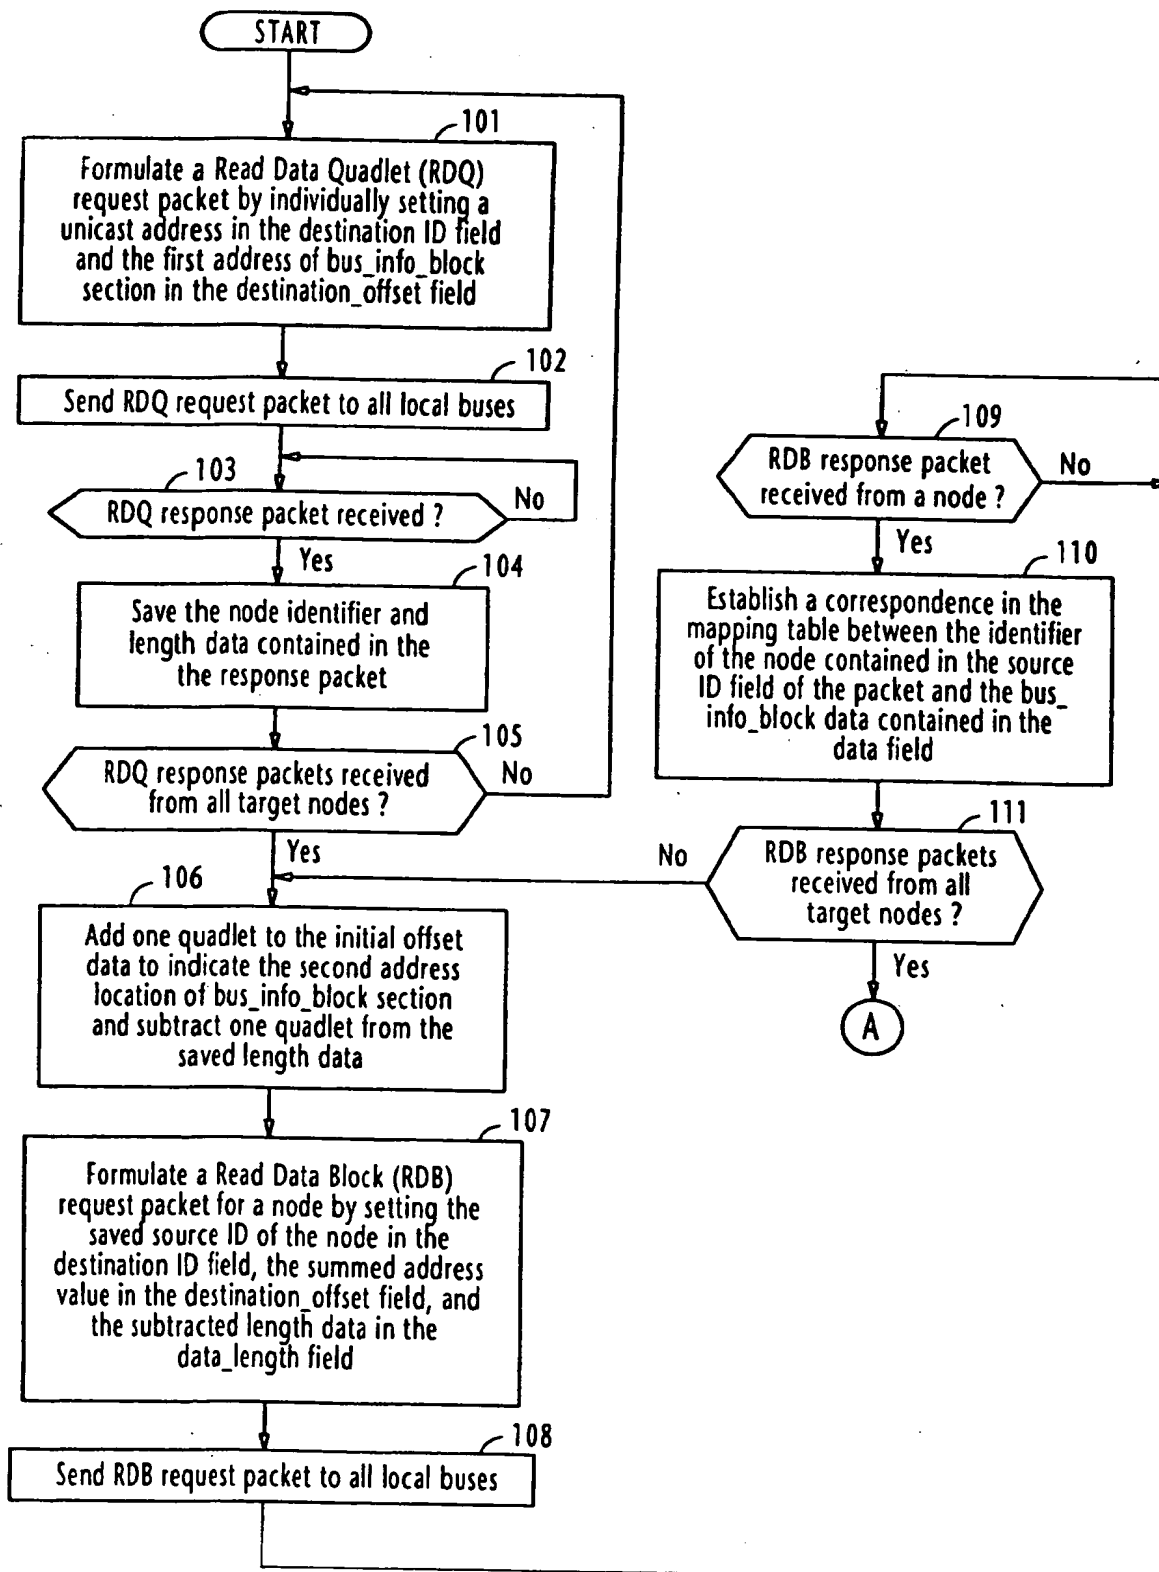 START
101
Formulate a Read Data Quadlet (RDQ)
request packet by individually setting a
unicast address in the destination ID field
and the first address of bus_info_block
section in the destination_offset field
102
Send RDQ request packet to all local buses
103
RDQ response packet received ?
No
Yes
104
Save the node identifier and
length data contained in the
the response packet
105
RDQ response packets received
from all target nodes ?
No
Yes
106
Add one quadlet to the initial offset
data to indicate the second address
location of bus_info_block section
and subtract one quadlet from the
saved length data
107
Formulate a Read Data Block (RDB)
request packet for a node by setting the
saved source ID of the node in the
destination ID field, the summed address
value in the destination_offset field, and
the subtracted length data in the
data_length field
108
Send RDB request packet to all local buses
109
RDB response packet
received from a node ?
No
Yes
110
Establish a correspondence in the
mapping table between the identifier
of the node contained in the source
ID field of the packet and the bus_
info_block data contained in the
data field
111
RDB response packets
received from all
target nodes ?
No
Yes
A